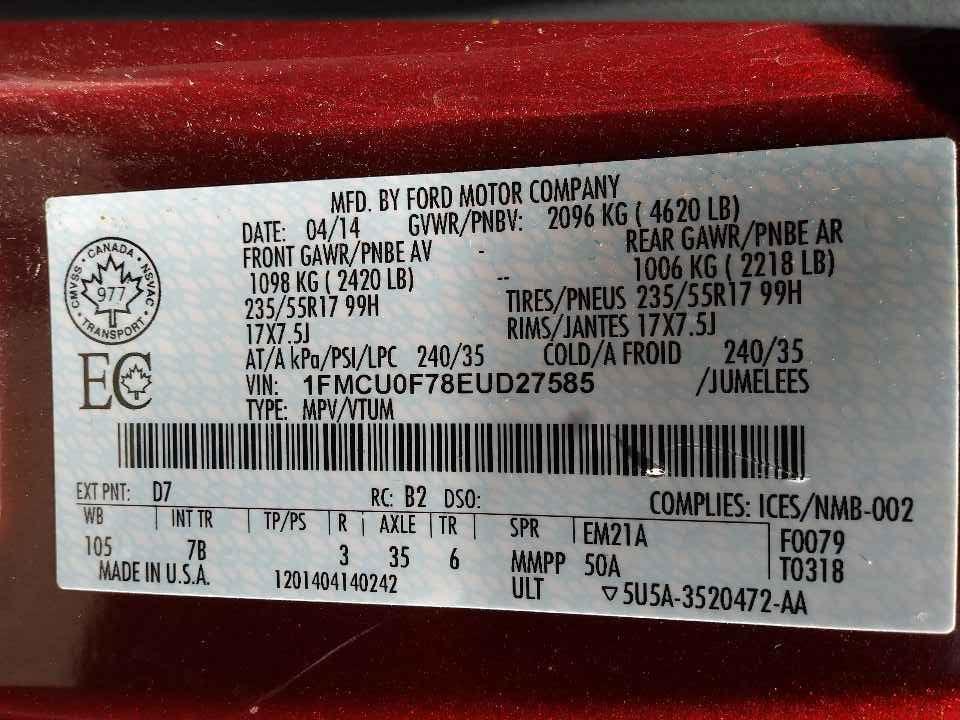 MFD. BY FORD MOTOR COMPANY
DATE: 04/14 GVWR/PNBV: 2096 KG ( 4620 LB)
FRONT GAWR/PNBE AV - REAR GAWR/PNBE AR
1098 KG ( 2420 LB) -- 1006 KG ( 2218 LB)
235/55R17 99H TIRES/PNEUS 235/55R17 99H
17X7.5J RIMS/JANTES 17X7.5J
AT/A kPa/PSI/LPC 240/35 COLD/A FROID 240/35
VIN: 1FMCU0F78EUD27585 /JUMELEES
TYPE: MPV/VTUM
CMVSS - CANADA - NSVAC
977
TRANSPORT
EC
EXT PNT: D7 RC: B2 DSO: COMPLIES: ICES/NMB-002
WB INT TR TP/PS R AXLE TR SPR EM21A F0079
105 7B 3 35 6 MMPP 50A T0318
MADE IN U.S.A. 1201404140242 ULT ▽5U5A-3520472-AA